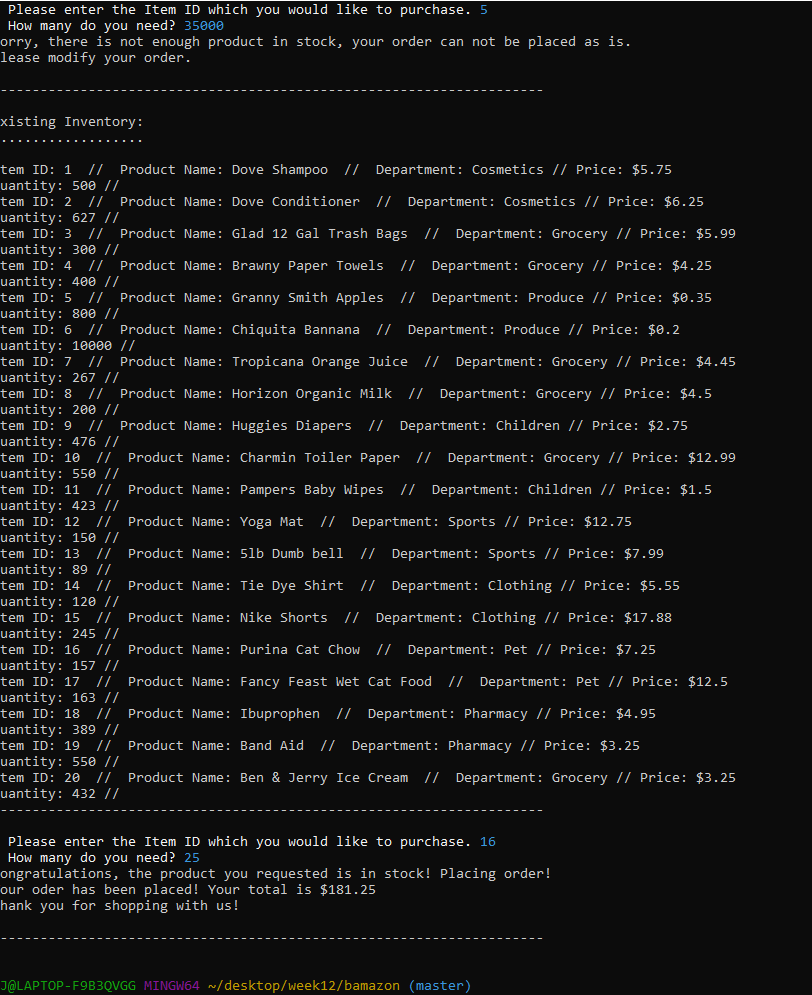 Please enter the Item ID which you would like to purchase. 5
How many do you need? 35000
orry, there is not enough product in stock, your order can not be placed as is.
lease modify your order.
--------------------------------------------------------------------
xisting Inventory:
..................
tem ID: 1  //  Product Name: Dove Shampoo  //  Department: Cosmetics // Price: $5.75
uantity: 500 //
tem ID: 2  //  Product Name: Dove Conditioner  //  Department: Cosmetics // Price: $6.25
uantity: 627 //
tem ID: 3  //  Product Name: Glad 12 Gal Trash Bags  //  Department: Grocery // Price: $5.99
uantity: 300 //
tem ID: 4  //  Product Name: Brawny Paper Towels  //  Department: Grocery // Price: $4.25
uantity: 400 //
tem ID: 5  //  Product Name: Granny Smith Apples  //  Department: Produce // Price: $0.35
uantity: 800 //
tem ID: 6  //  Product Name: Chiquita Bannana  //  Department: Produce // Price: $0.2
uantity: 10000 //
tem ID: 7  //  Product Name: Tropicana Orange Juice  //  Department: Grocery // Price: $4.45
uantity: 267 //
tem ID: 8  //  Product Name: Horizon Organic Milk  //  Department: Grocery // Price: $4.5
uantity: 200 //
tem ID: 9  //  Product Name: Huggies Diapers  //  Department: Children // Price: $2.75
uantity: 476 //
tem ID: 10  //  Product Name: Charmin Toiler Paper  //  Department: Grocery // Price: $12.99
uantity: 550 //
tem ID: 11  //  Product Name: Pampers Baby Wipes  //  Department: Children // Price: $1.5
uantity: 423 //
tem ID: 12  //  Product Name: Yoga Mat  //  Department: Sports // Price: $12.75
uantity: 150 //
tem ID: 13  //  Product Name: 5lb Dumb bell  //  Department: Sports // Price: $7.99
uantity: 89 //
tem ID: 14  //  Product Name: Tie Dye Shirt  //  Department: Clothing // Price: $5.55
uantity: 120 //
tem ID: 15  //  Product Name: Nike Shorts  //  Department: Clothing // Price: $17.88
uantity: 245 //
tem ID: 16  //  Product Name: Purina Cat Chow  //  Department: Pet // Price: $7.25
uantity: 157 //
tem ID: 17  //  Product Name: Fancy Feast Wet Cat Food  //  Department: Pet // Price: $12.5
uantity: 163 //
tem ID: 18  //  Product Name: Ibuprophen  //  Department: Pharmacy // Price: $4.95
uantity: 389 //
tem ID: 19  //  Product Name: Band Aid  //  Department: Pharmacy // Price: $3.25
uantity: 550 //
tem ID: 20  //  Product Name: Ben & Jerry Ice Cream  //  Department: Grocery // Price: $3.25
uantity: 432 //
--------------------------------------------------------------------
Please enter the Item ID which you would like to purchase. 16
How many do you need? 25
ongratulations, the product you requested is in stock! Placing order!
our oder has been placed! Your total is $181.25
hank you for shopping with us!
--------------------------------------------------------------------
J@LAPTOP-F9B3QVGG MINGW64 ~/desktop/week12/bamazon (master)